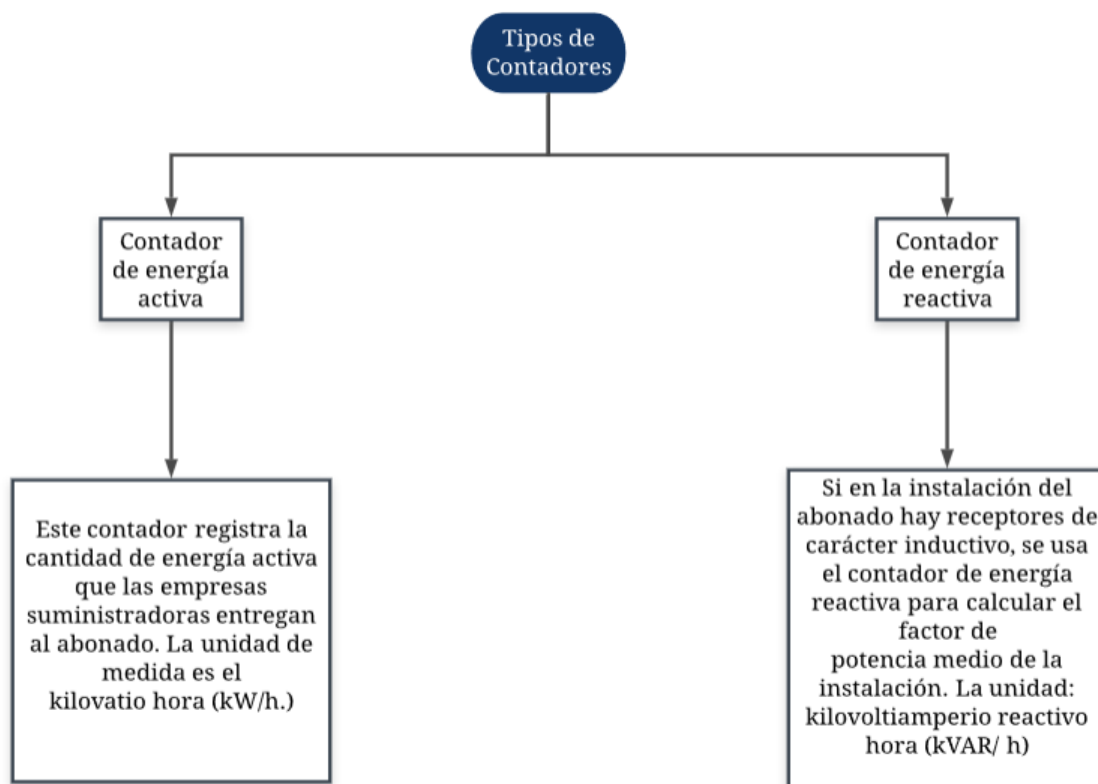 Tipos de
Contadores
Contador
de energía
activa
Contador
de energía
reactiva
Este contador registra la
cantidad de energía activa
que las empresas
suministradoras entregan
al abonado. La unidad de
medida es el
kilovatio hora (kW/h.)
Si en la instalación del
abonado hay receptores de
carácter inductivo, se usa
el contador de energía
reactiva para calcular el
factor de
potencia medio de la
instalación. La unidad:
kilovoltiamperio reactivo
hora (kVAR/ h)